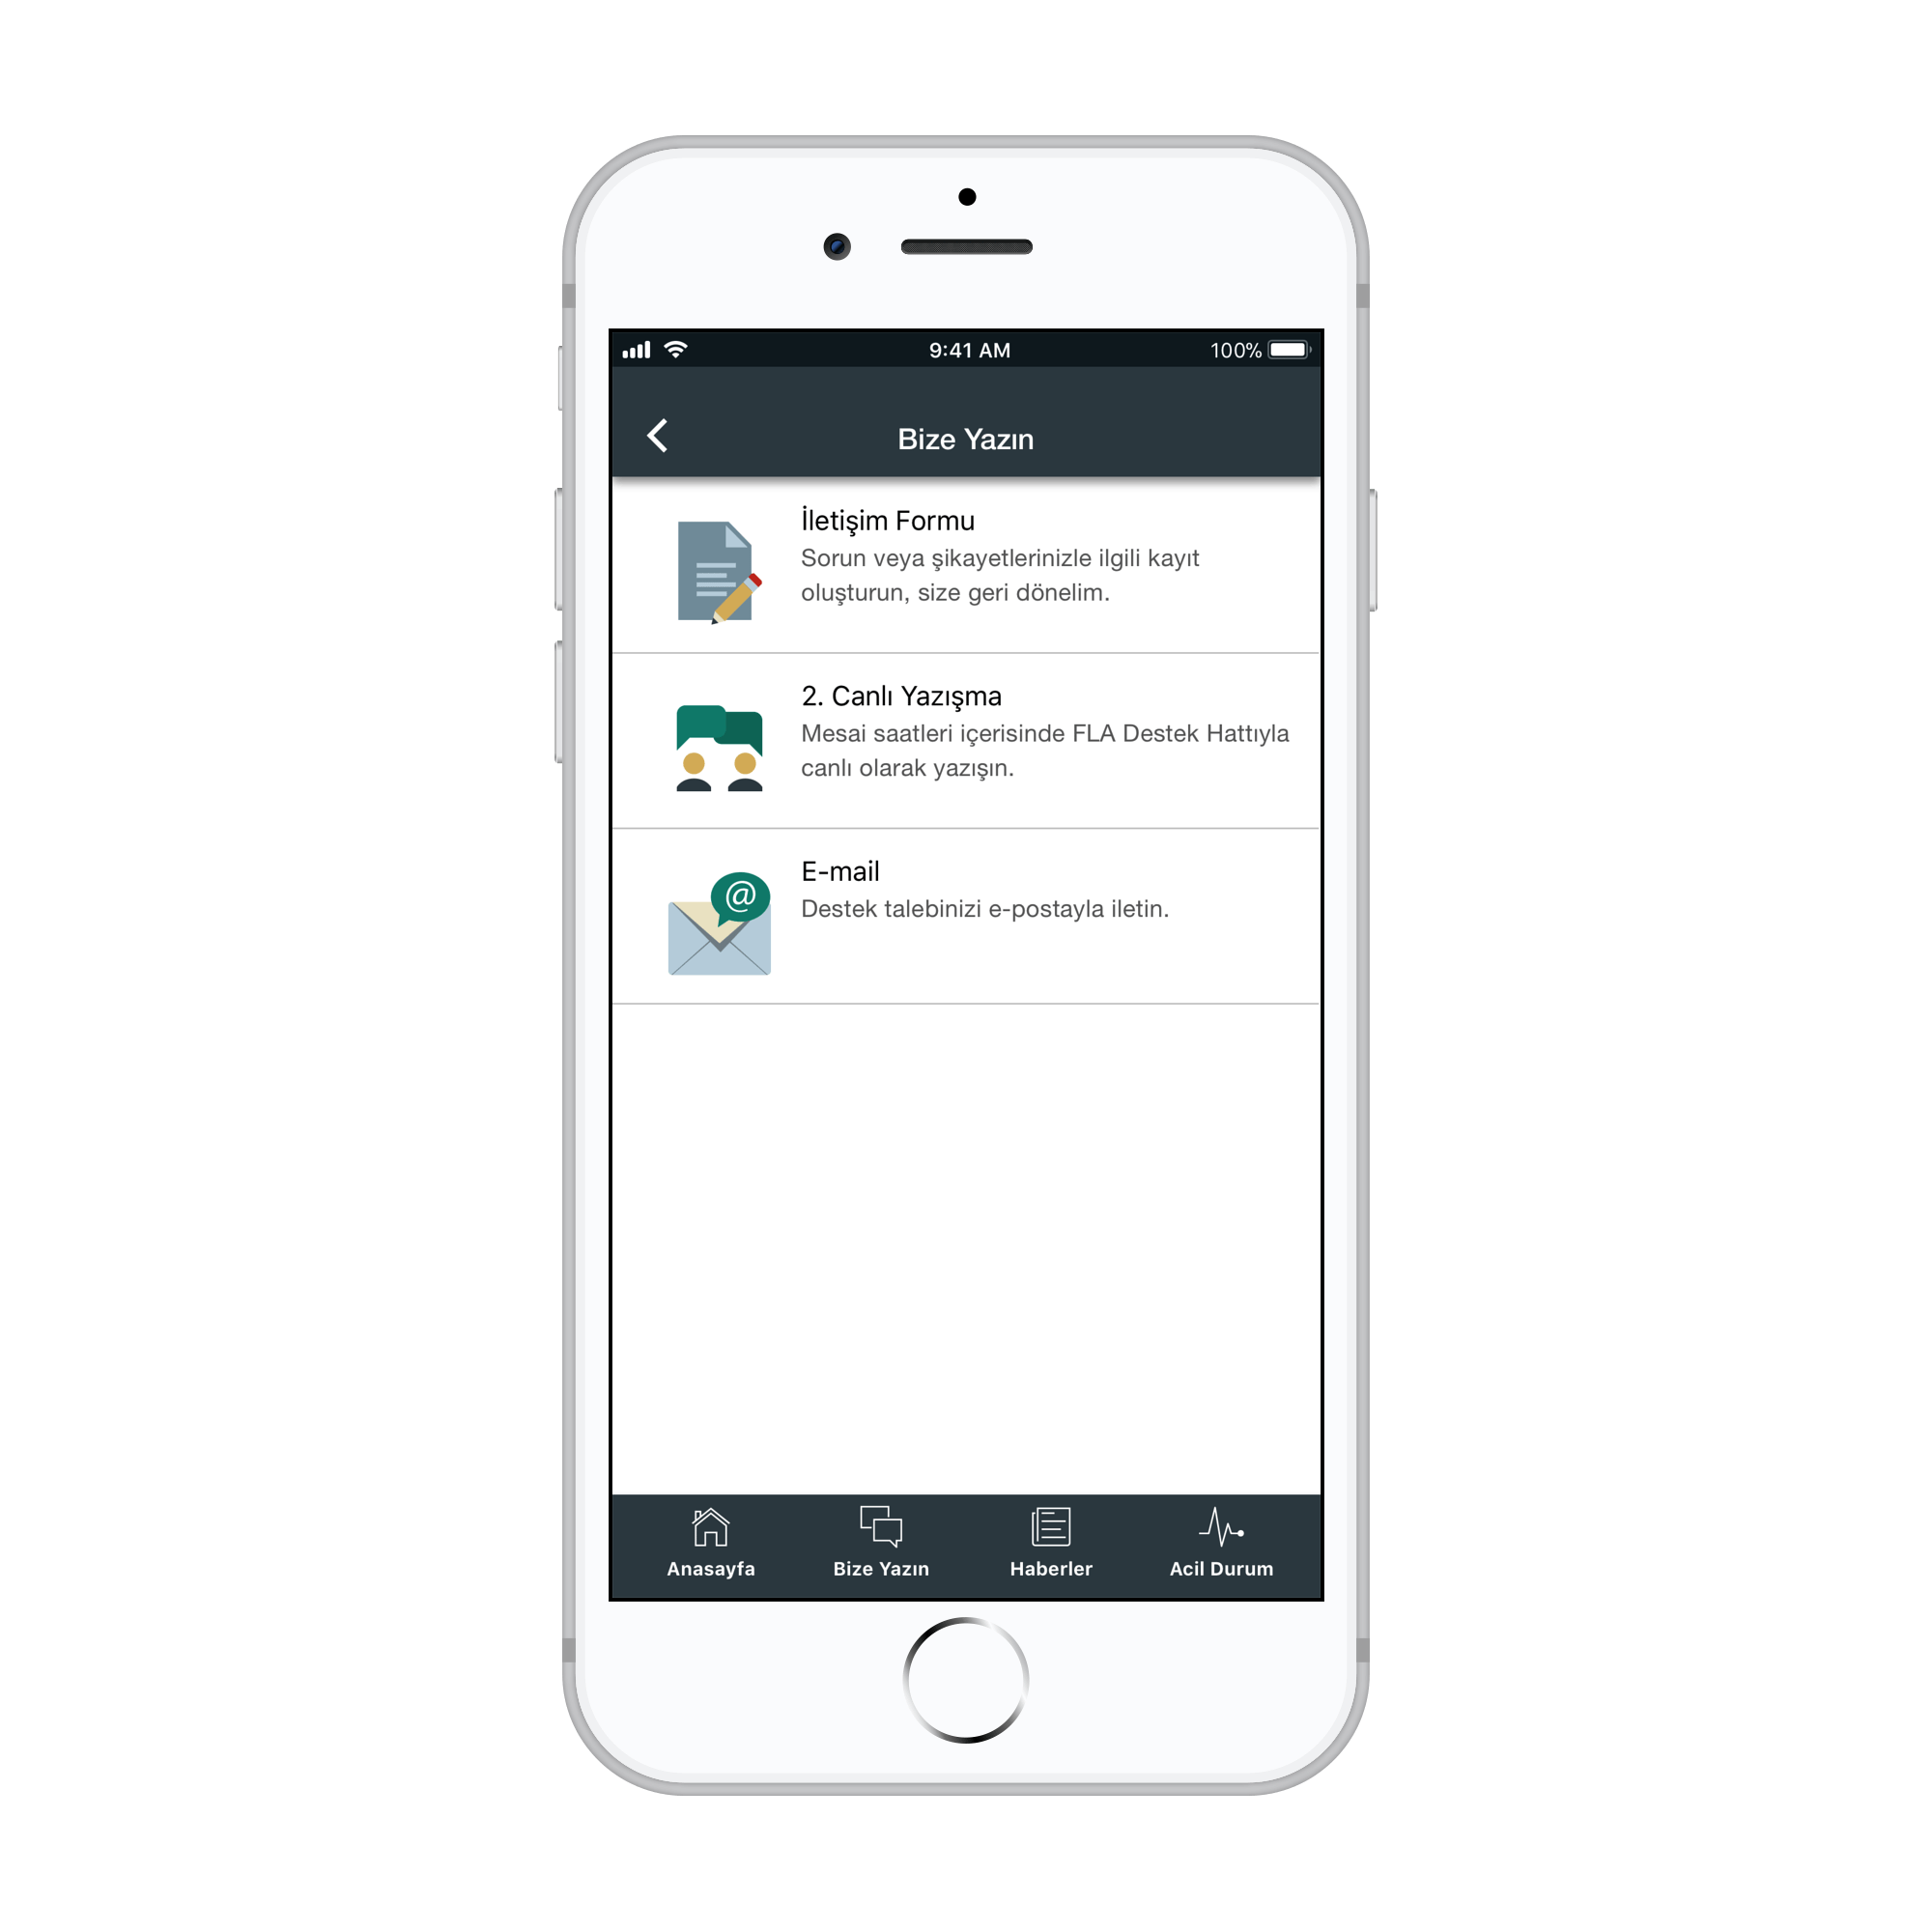 9:41 AM
100%
Bize Yazın
İletişim Formu
Sorun veya şikayetlerinizle ilgili kayıt
oluşturun, size geri dönelim.
2. Canlı Yazışma
Mesai saatleri içerisinde FLA Destek Hattıyla
canlı olarak yazışın.
@
E-mail
Destek talebinizi e-postayla iletin.
Anasayfa
Bize Yazın
Haberler
Acil Durum